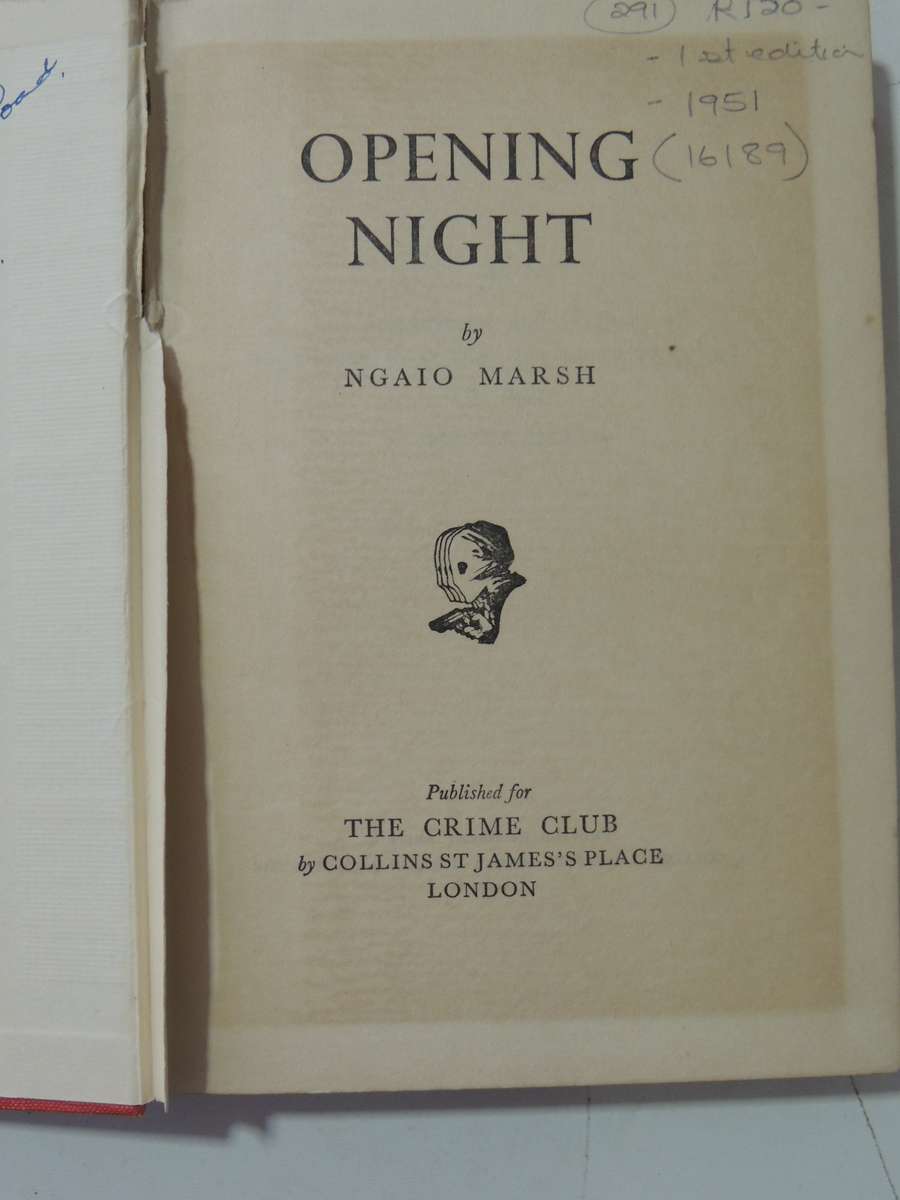 (291) R120 -
- 1st edition
- 1951
(16189)
Road.
OPENING
NIGHT
by
NGAIO MARSH
Published for
THE CRIME CLUB
by COLLINS ST JAMES'S PLACE
LONDON